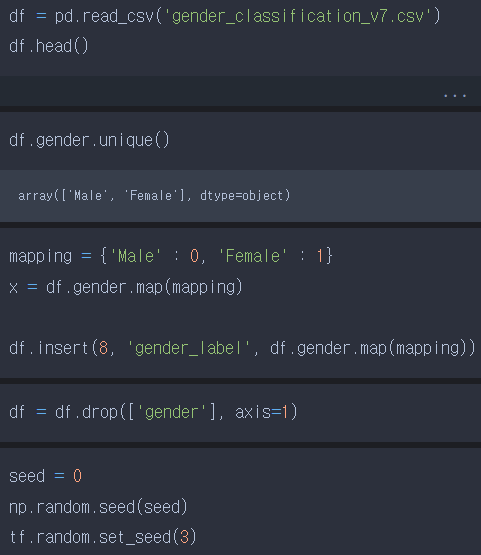 df = pd.read_csv('gender_classification_v7.csv')
df.head()
...
df.gender.unique()
array(['Male', 'Female'], dtype=object)
mapping = {'Male' : 0, 'Female' : 1}
x = df.gender.map(mapping)
df.insert(8, 'gender_label', df.gender.map(mapping))
df = df.drop(['gender'], axis=1)
seed = 0
np.random.seed(seed)
tf.random.set_seed(3)